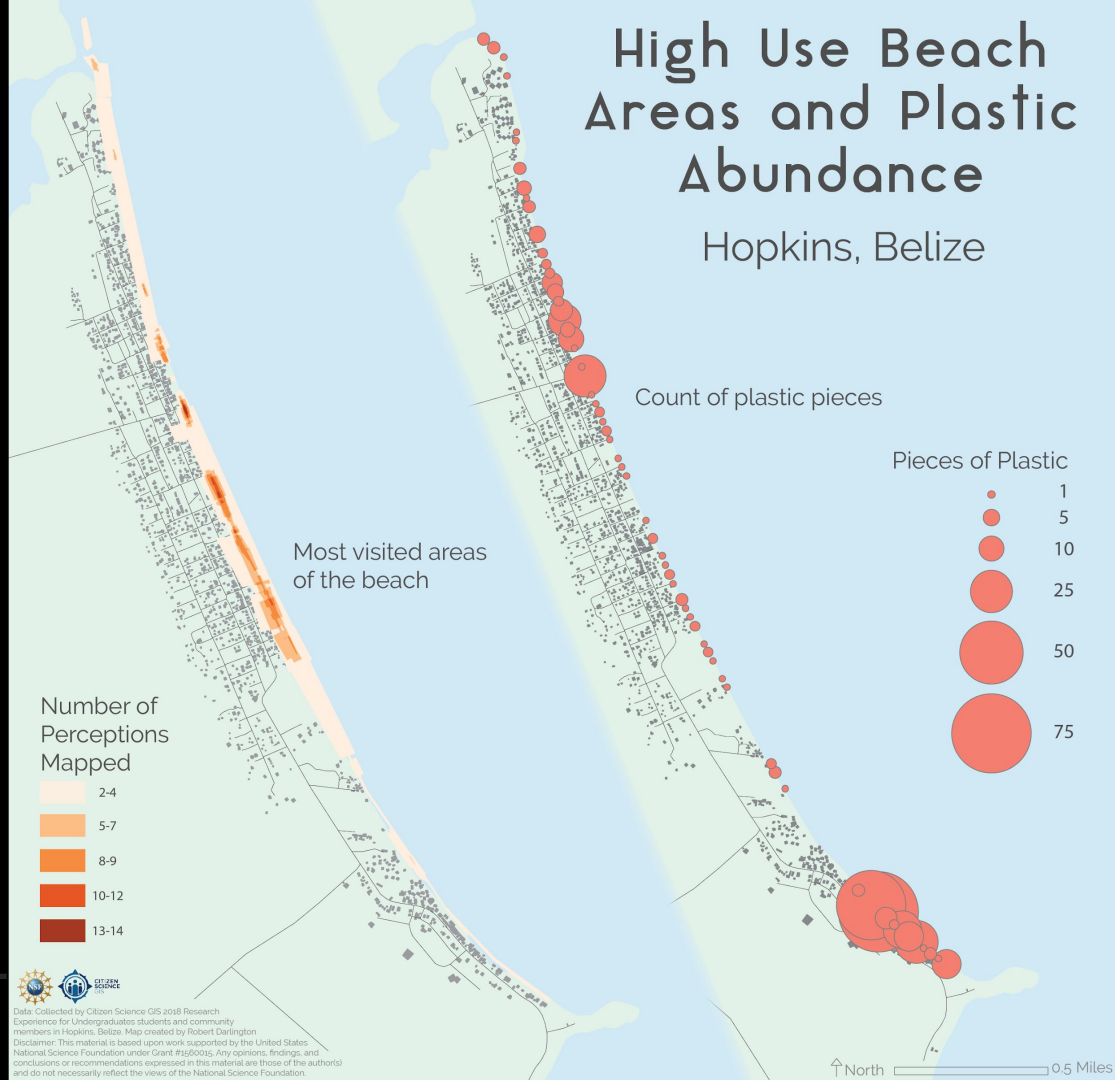 High Use Beach
Areas and Plastic
Abundance
Hopkins, Belize
Count of plastic pieces
Pieces of Plastic
1
5
10
25
50
75
Most visited areas
of the beach
Number of
Perceptions
Mapped
2-4
5-7
8-9
10-12
13-14
NSF
CITIZEN
SCIENCE
GIS
Data: Collected by Citizen Science GIS 2018 Research
Experience for Undergraduates students and community
members in Hopkins, Belize. Map created by Robert Darlington
Disclaimer: This material is based upon work supported by the United States
National Science Foundation under Grant #1560015. Any opinions, findings, and
conclusions or recommendations expressed in this material are those of the author(s)
and do not necessarily reflect the views of the National Science Foundation.
North
0.5 Miles